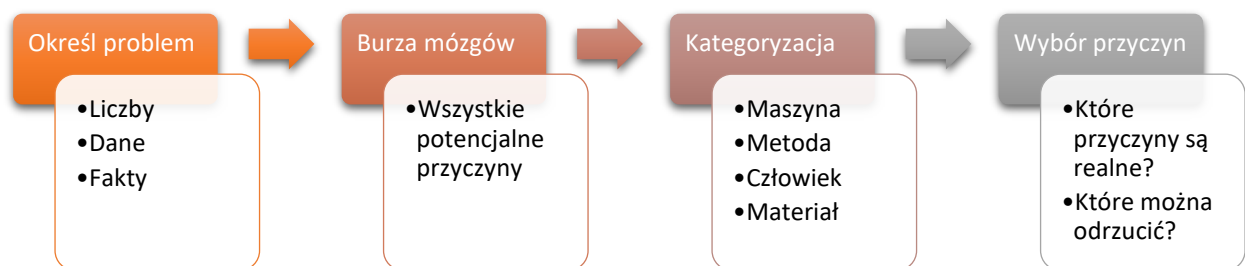 Określ problem
•Liczby
•Dane
•Fakty
Burza mózgów
•Wszystkie
potencjalne
przyczyny
Kategoryzacja
•Maszyna
•Metoda
•Człowiek
•Materiał
Wybór przyczyn
•Które
przyczyny są
realne?
•Które można
odrzucić?